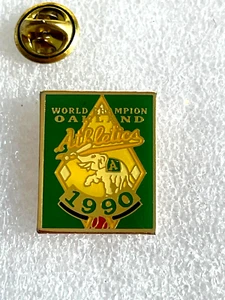 WORLD CHAMPION
OAKLAND
Athletics
A
1990